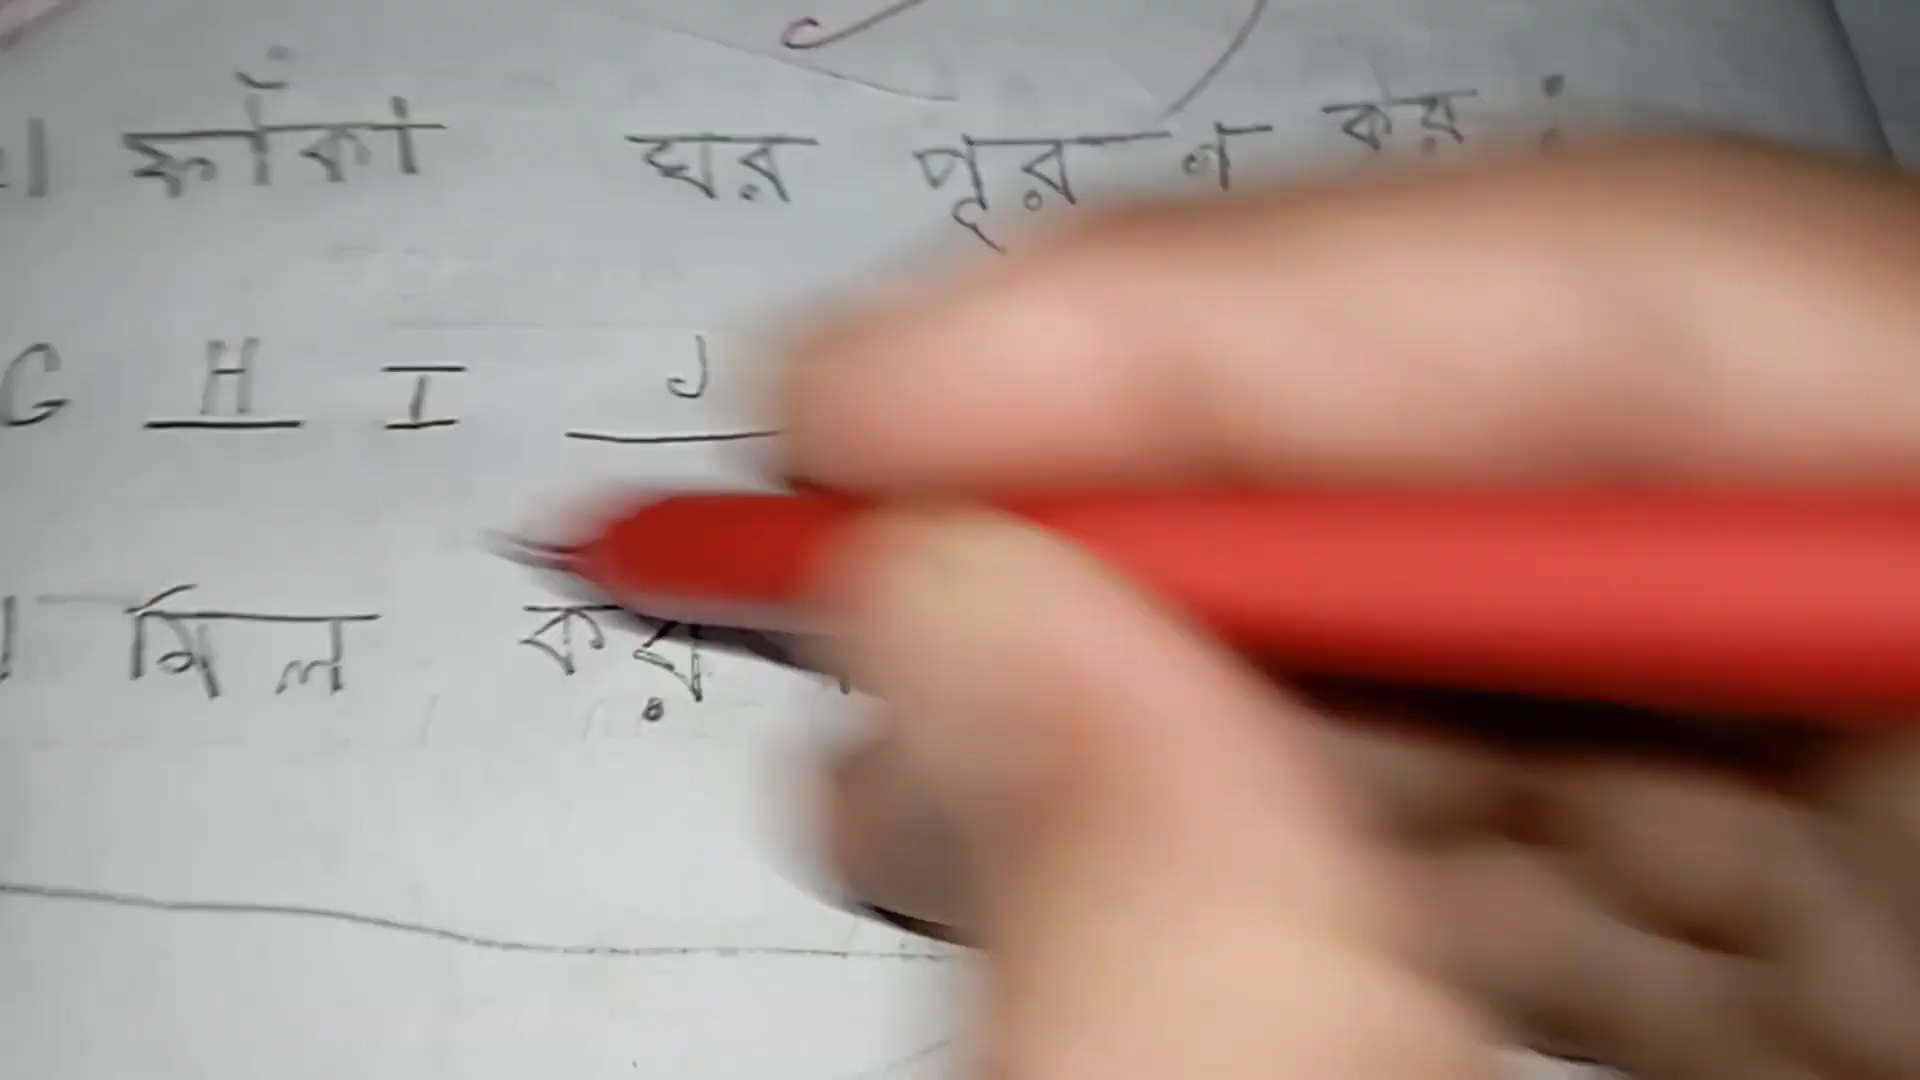 । ফাঁকা ঘর পূরণ কর :
G H I J
। মিল কর